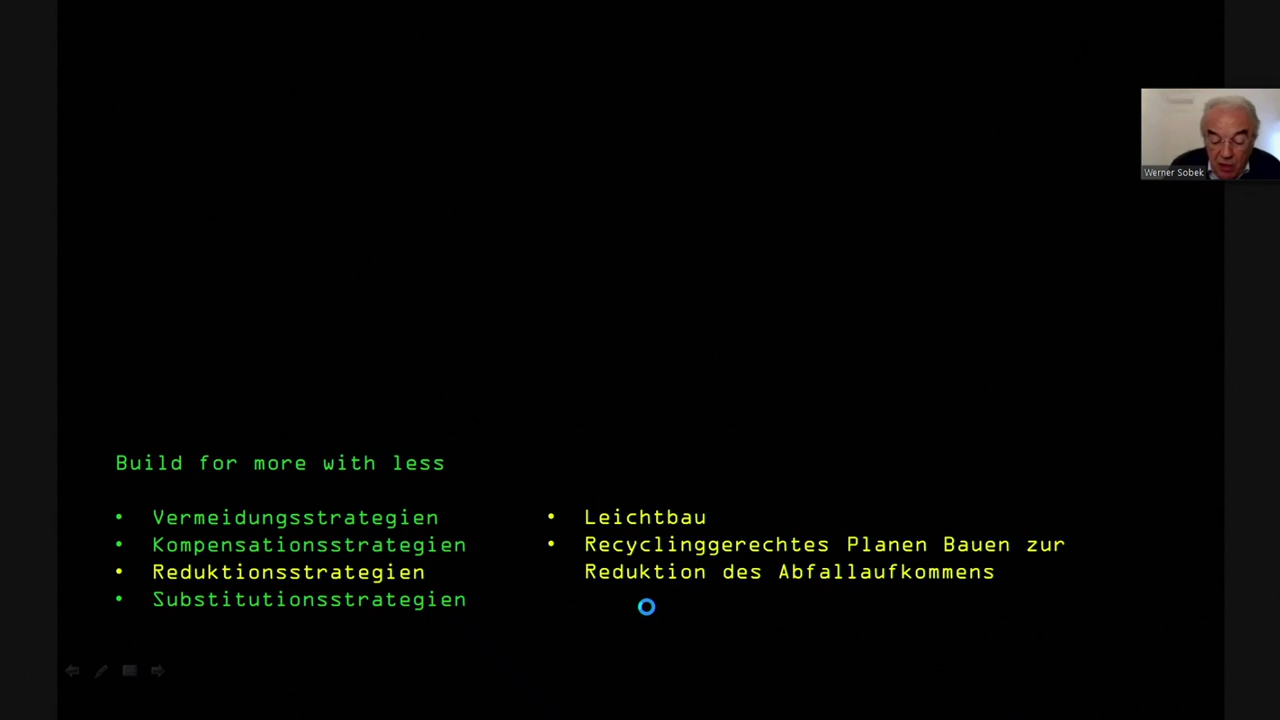 Werner Sobek
Build for more with less
• Vermeidungsstrategien
• Kompensationsstrategien
• Reduktionsstrategien
• Substitutionsstrategien
• Leichtbau
• Recyclinggerechtes Planen Bauen zur
Reduktion des Abfallaufkommens